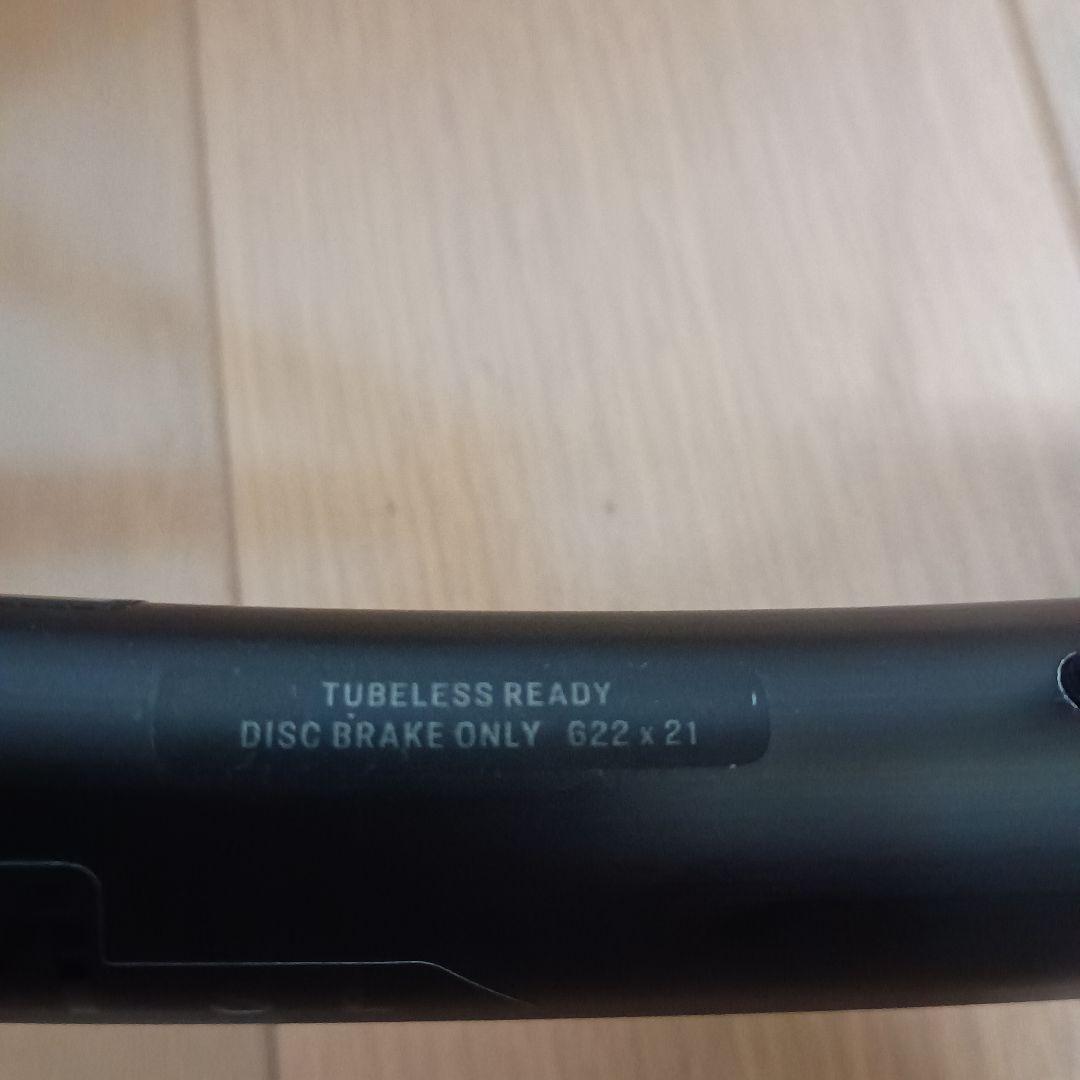 TUBELESS READY
DISC BRAKE ONLY 622 x 21